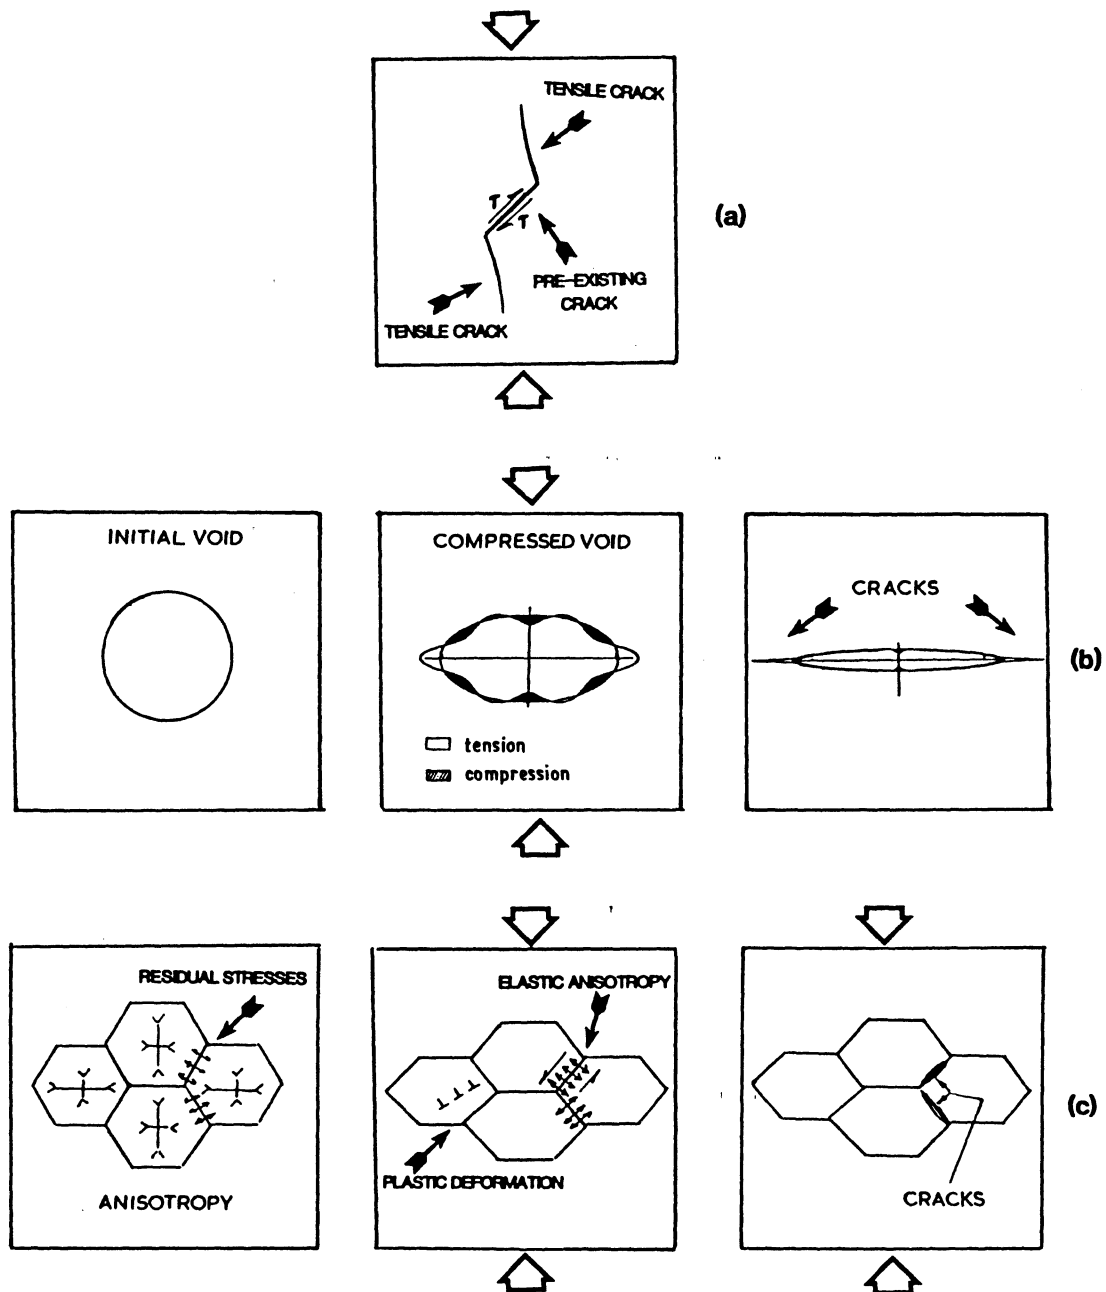 TENSILE CRACK
T
T
(a)
PRE-EXISTING
CRACK
TENSILE CRACK
INITIAL VOID
COMPRESSED VOID
tension
compression
CRACKS
(b)
RESIDUAL STRESSES
ANISOTROPY
ELASTIC ANISOTROPY
PLASTIC DEFORMATION
CRACKS
(c)